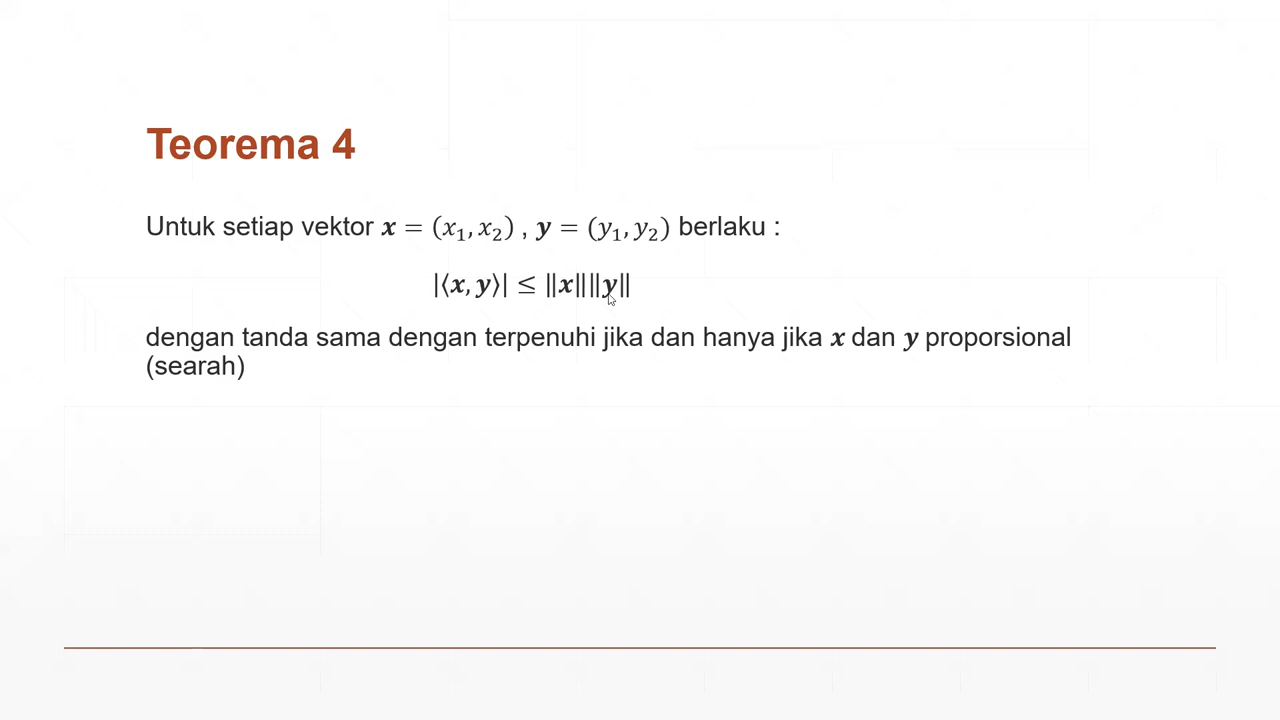 Teorema 4
Untuk setiap vektor 𝒙 = (𝑥₁, 𝑥₂) , 𝒚 = (𝑦₁, 𝑦₂) berlaku :
|⟨𝒙, 𝒚⟩| ≤ ‖𝒙‖‖𝒚‖
dengan tanda sama dengan terpenuhi jika dan hanya jika 𝒙 dan 𝒚 proporsional
(searah)